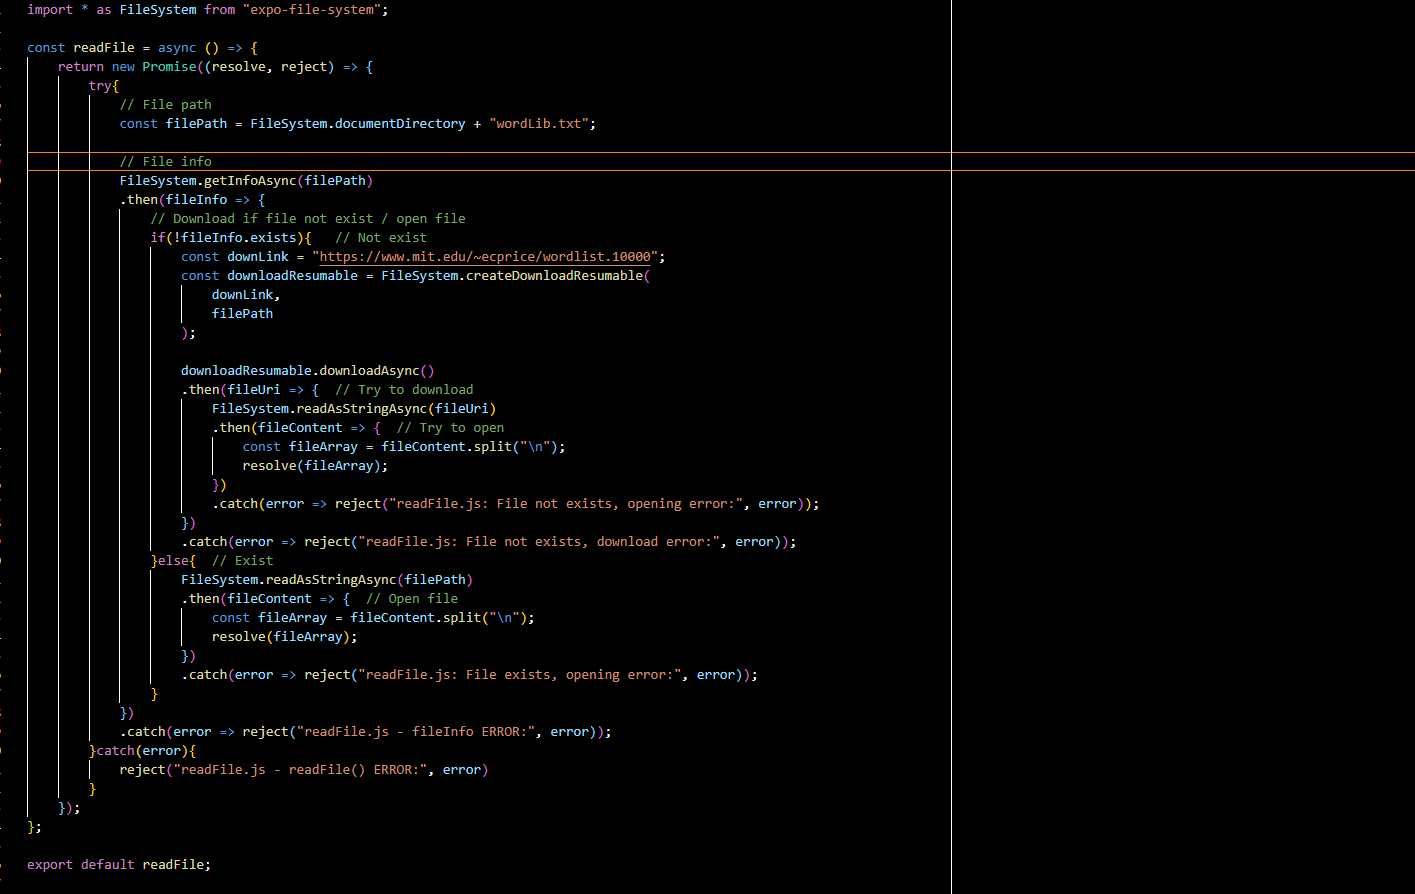 import * as FileSystem from "expo-file-system";
const readFile = async () => {
return new Promise((resolve, reject) => {
try{
// File path
const filePath = FileSystem.documentDirectory + "wordLib.txt";
// File info
FileSystem.getInfoAsync(filePath)
.then(fileInfo => {
// Download if file not exist / open file
if(!fileInfo.exists){   // Not exist
const downLink = "https://www.mit.edu/~ecprice/wordlist.10000";
const downloadResumable = FileSystem.createDownloadResumable(
downLink,
filePath
);
downloadResumable.downloadAsync()
.then(fileUri => {  // Try to download
FileSystem.readAsStringAsync(fileUri)
.then(fileContent => {  // Try to open
const fileArray = fileContent.split("\n");
resolve(fileArray);
})
.catch(error => reject("readFile.js: File not exists, opening error:", error));
})
.catch(error => reject("readFile.js: File not exists, download error:", error));
}else{  // Exist
FileSystem.readAsStringAsync(filePath)
.then(fileContent => {  // Open file
const fileArray = fileContent.split("\n");
resolve(fileArray);
})
.catch(error => reject("readFile.js: File exists, opening error:", error));
}
})
.catch(error => reject("readFile.js - fileInfo ERROR:", error));
}catch(error){
reject("readFile.js - readFile() ERROR:", error)
}
});
};
export default readFile;